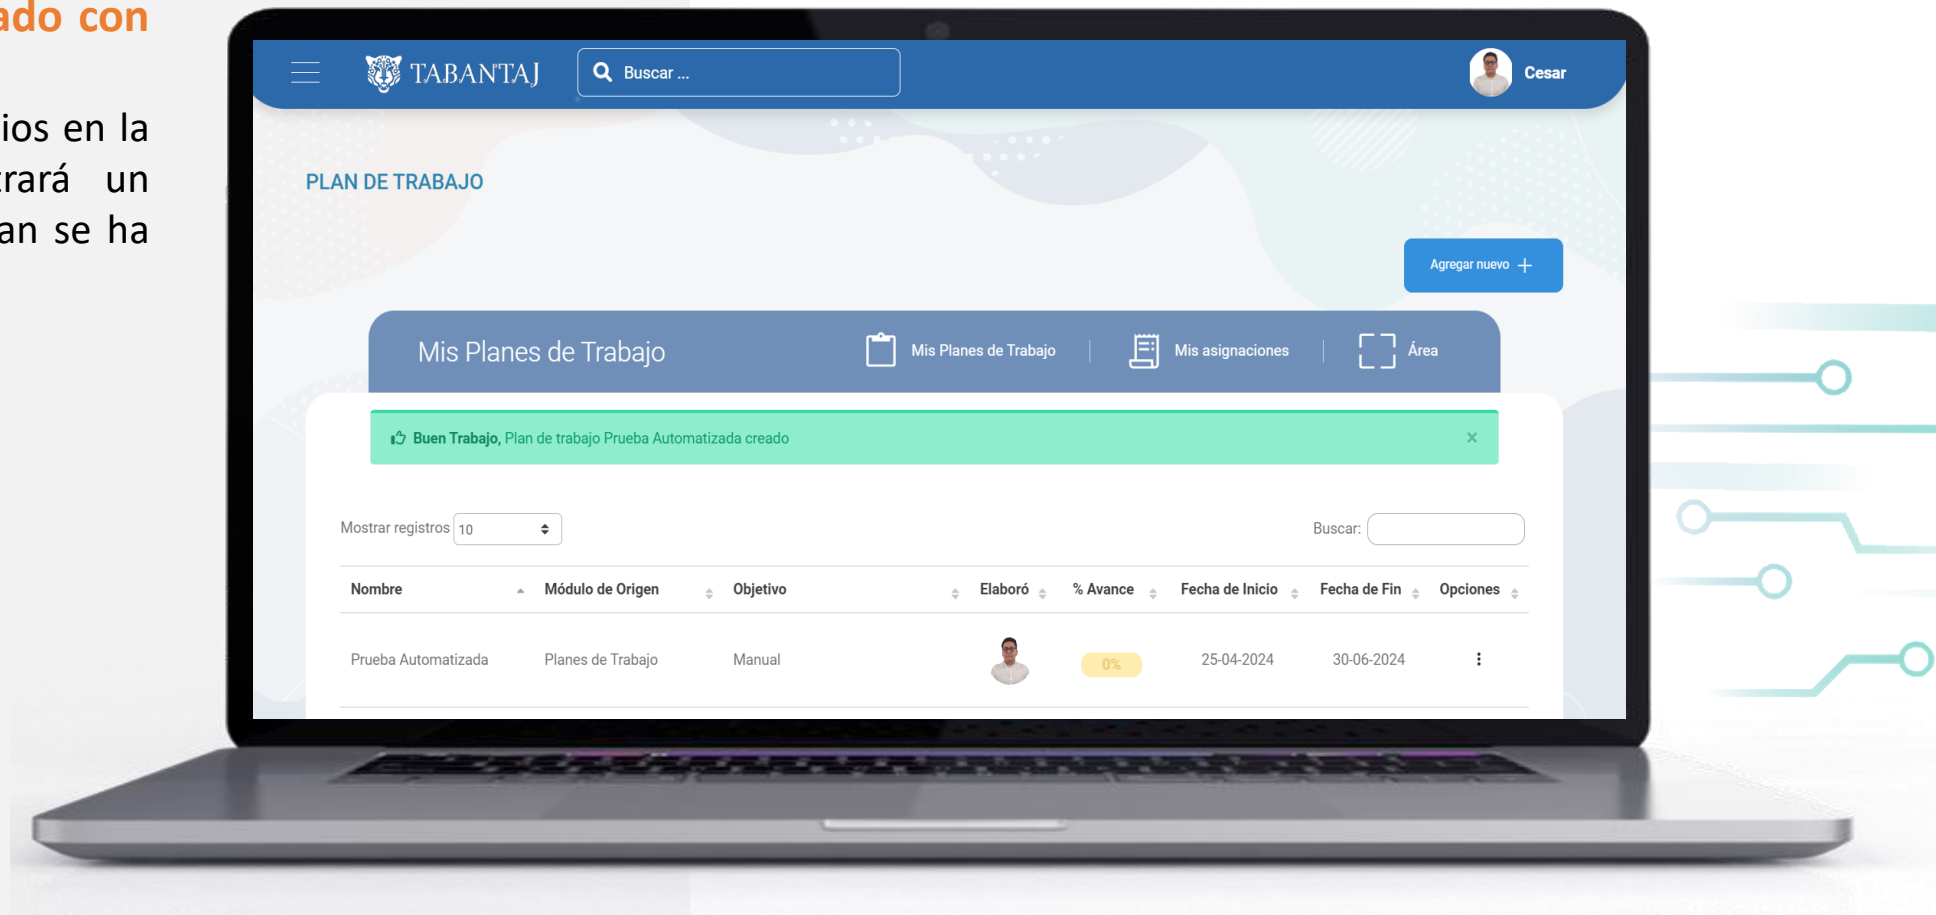 ado con
ios en la
trará un
an se ha
TABANTAJ
Buscar ...
Cesar
PLAN DE TRABAJO
Agregar nuevo +
Mis Planes de Trabajo
Mis Planes de Trabajo
Mis asignaciones
Área
Buen Trabajo, Plan de trabajo Prueba Automatizada creado x
Mostrar registros 10
Buscar:
Nombre Módulo de Origen Objetivo Elaboró % Avance Fecha de Inicio Fecha de Fin Opciones
Prueba Automatizada Planes de Trabajo Manual 0% 25-04-2024 30-06-2024